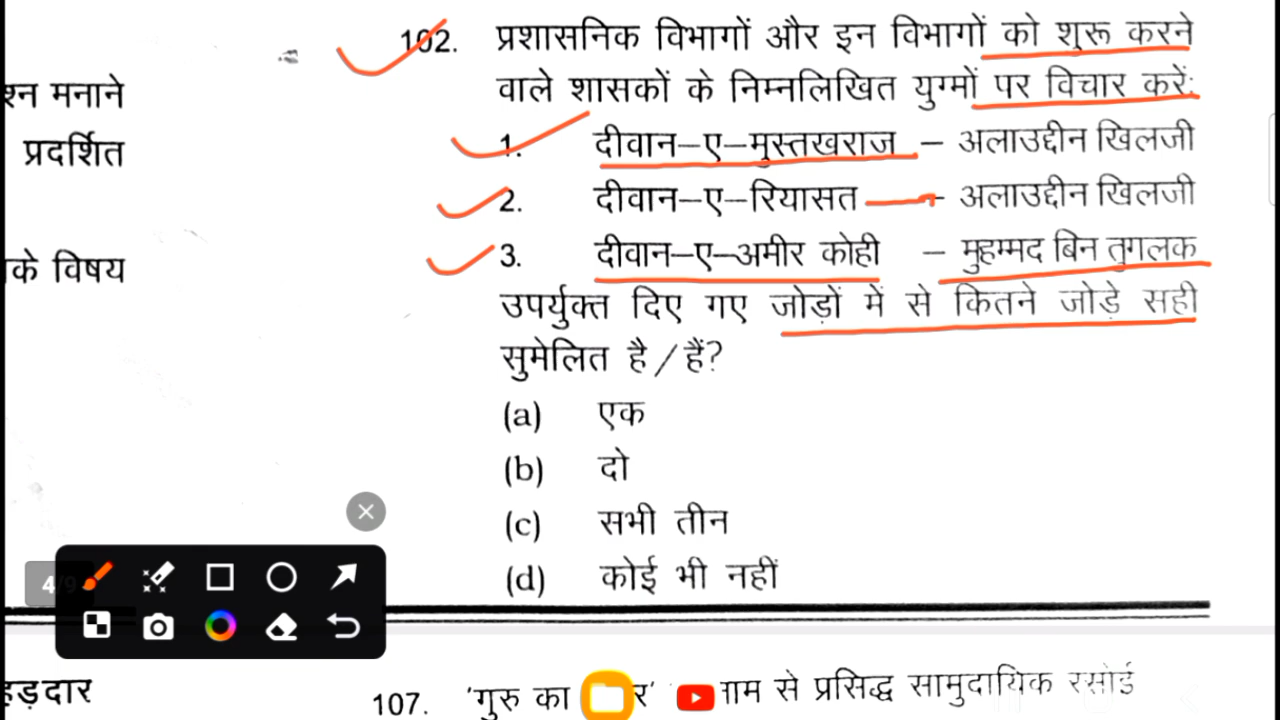 102. प्रशासनिक विभागों और इन विभागों को शुरू करने
वाले शासकों के निम्नलिखित युग्मों पर विचार करें:
1. दीवान–ए–मुस्तखराज – अलाउद्दीन खिलजी
2. दीवान–ए–रियासत – अलाउद्दीन खिलजी
3. दीवान–ए–अमीर कोही – मुहम्मद बिन तुगलक
उपर्युक्त दिए गए जोड़ों में से कितने जोड़े सही
सुमेलित है/हैं?
(a) एक
(b) दो
(c) सभी तीन
(d) कोई भी नहीं
मनाने
प्रदर्शित
के विषय
4/9
107. 'गुरु का र' नाम से प्रसिद्ध सामुदायिक रसोई